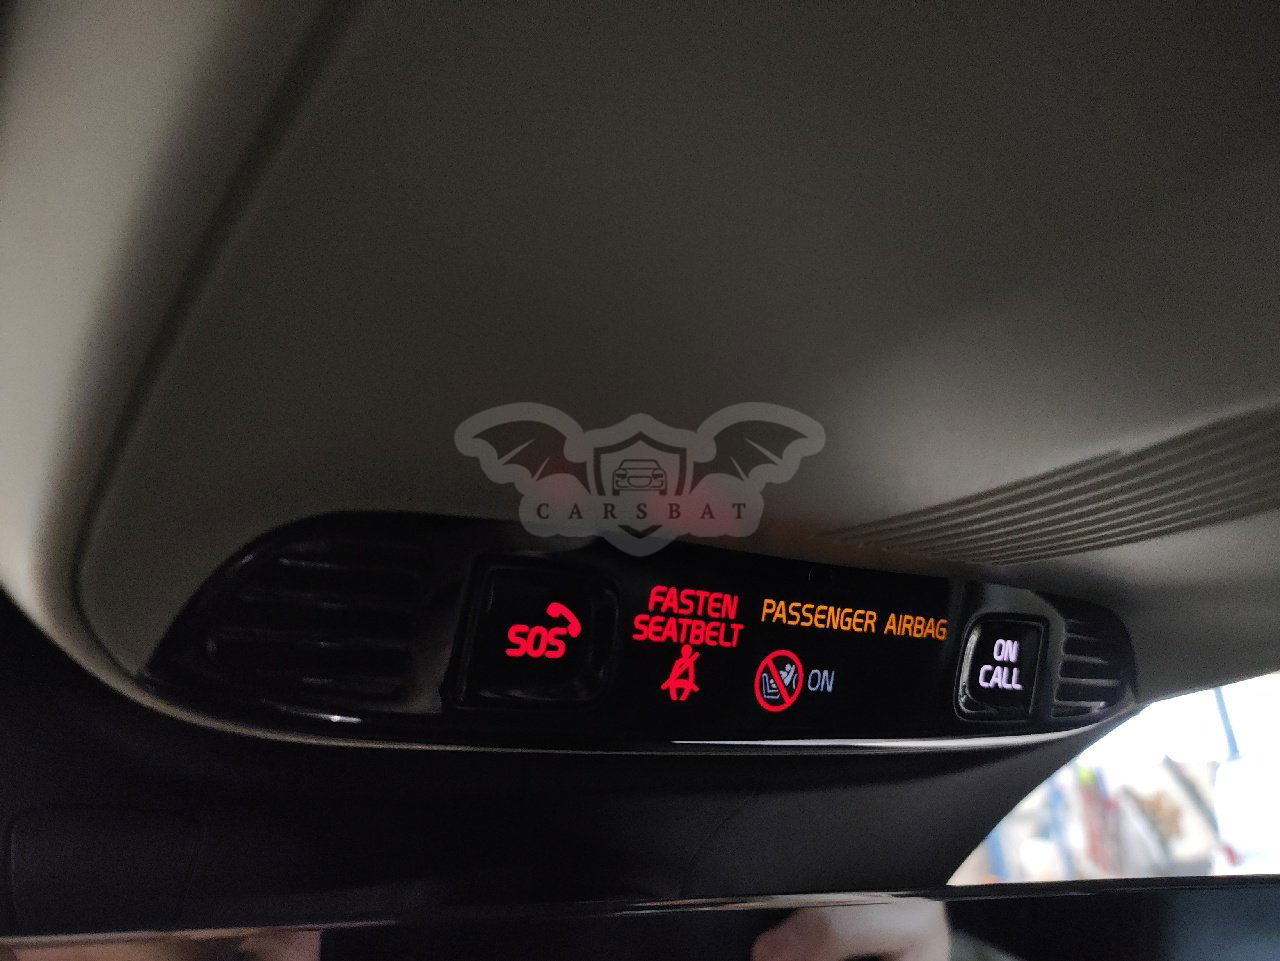 CARSBAT
SOS
FASTEN
SEATBELT
PASSENGER AIRBAG
ON
ON
CALL